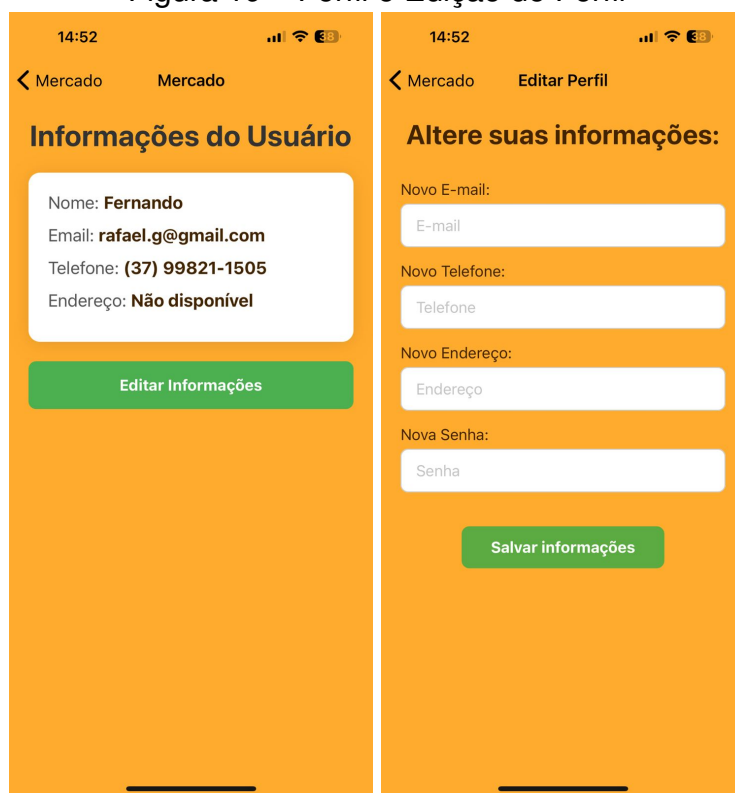 14:52
38
Mercado
Mercado
Informações do Usuário
Nome: Fernando
Email: rafael.g@gmail.com
Telefone: (37) 99821-1505
Endereço: Não disponível
Editar Informações
14:52
38
Mercado
Editar Perfil
Altere suas informações:
Novo E-mail:
E-mail
Novo Telefone:
Telefone
Novo Endereço:
Endereço
Nova Senha:
Senha
Salvar informações